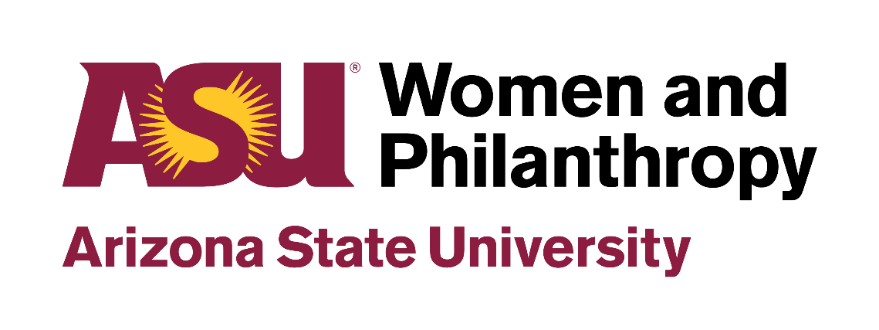 ASU® Women and
Philanthropy
Arizona State University